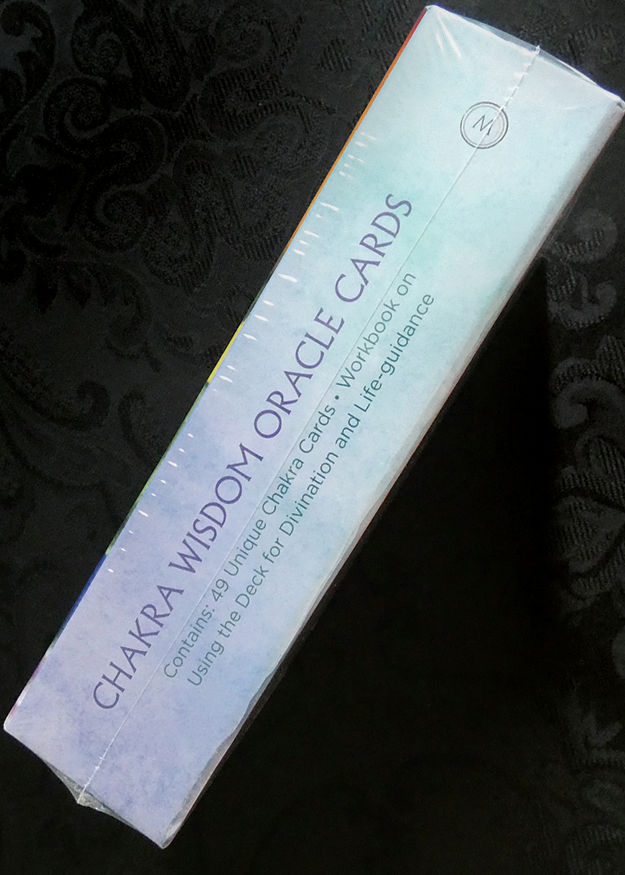 CHAKRA WISDOM ORACLE CARDS
Contains: 49 Unique Chakra Cards • Workbook on
Using the Deck for Divination and Life-guidance
W